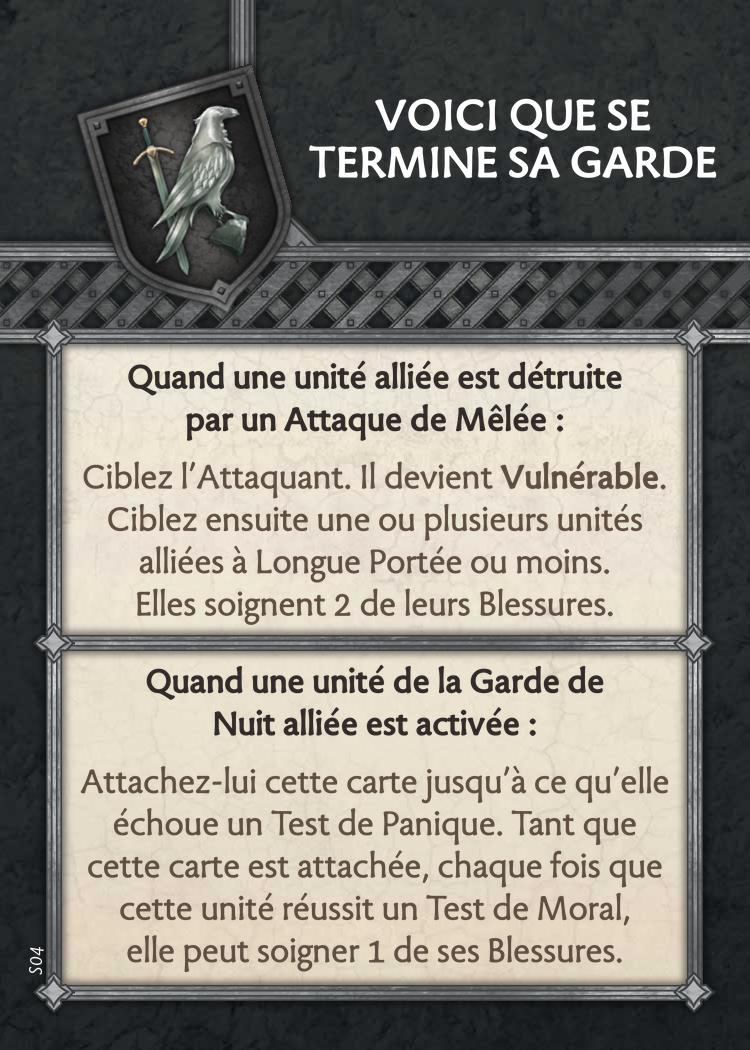 VOICI QUE SE
TERMINE SA GARDE
Quand une unité alliée est détruite
par un Attaque de Mêlée :
Ciblez l'Attaquant. Il devient Vulnérable.
Ciblez ensuite une ou plusieurs unités
alliées à Longue Portée ou moins.
Elles soignent 2 de leurs Blessures.
Quand une unité de la Garde de
Nuit alliée est activée :
Attachez-lui cette carte jusqu'à ce qu'elle
échoue un Test de Panique. Tant que
cette carte est attachée, chaque fois que
cette unité réussit un Test de Moral,
elle peut soigner 1 de ses Blessures.
S04